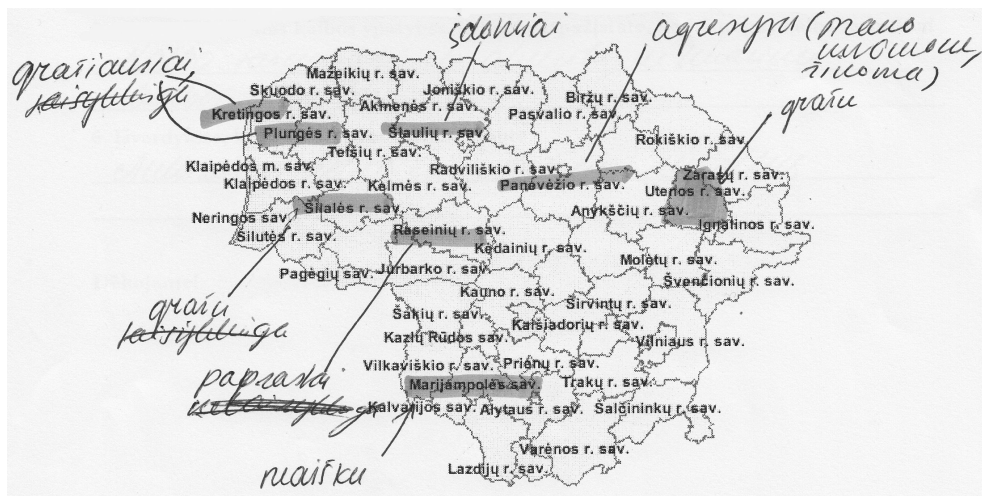 įdomiai
agresyvu (mano
nuomone,
žinoma)
gražiausiai
taisyklinga
gražu
Mažeikių r. sav.
Skuodo r. sav.
Joniškio r. sav.
Akmenės r. sav.
Biržų r. sav.
Kretingos r. sav.
Pasvalio r. sav.
Plungės r. sav.
Šiaulių r. sav.
Rokiškio r. sav.
Telšių r. sav.
Klaipėdos m. sav.
Radviliškio r. sav.
Zarasų r. sav.
Klaipėdos r. sav.
Kelmės r. sav.
Panevėžio r. sav.
Utenos r. sav.
Šilalės r. sav.
Anykščių r. sav.
Neringos sav.
Ignalinos r. sav.
Šilutės r. sav.
Raseinių r. sav.
Kėdainių r. sav.
Molėtų r. sav.
Pagėgių sav.
Jurbarko r. sav.
Švenčionių r. sav.
Kauno r. sav.
Širvintų r. sav.
gražu
taisyklinga
Šakių r. sav.
Kaišiadorių r. sav.
Kazlų Rūdos sav.
Vilniaus r. sav.
Vilkaviškio r. sav.
Prienų r. sav.
paprastai
Marijampolės sav.
Trakų r. sav.
Kalvarijos sav.
Alytaus r. sav.
Šalčininkų r. sav.
Varėnos r. sav.
maišku
Lazdijų r. sav.